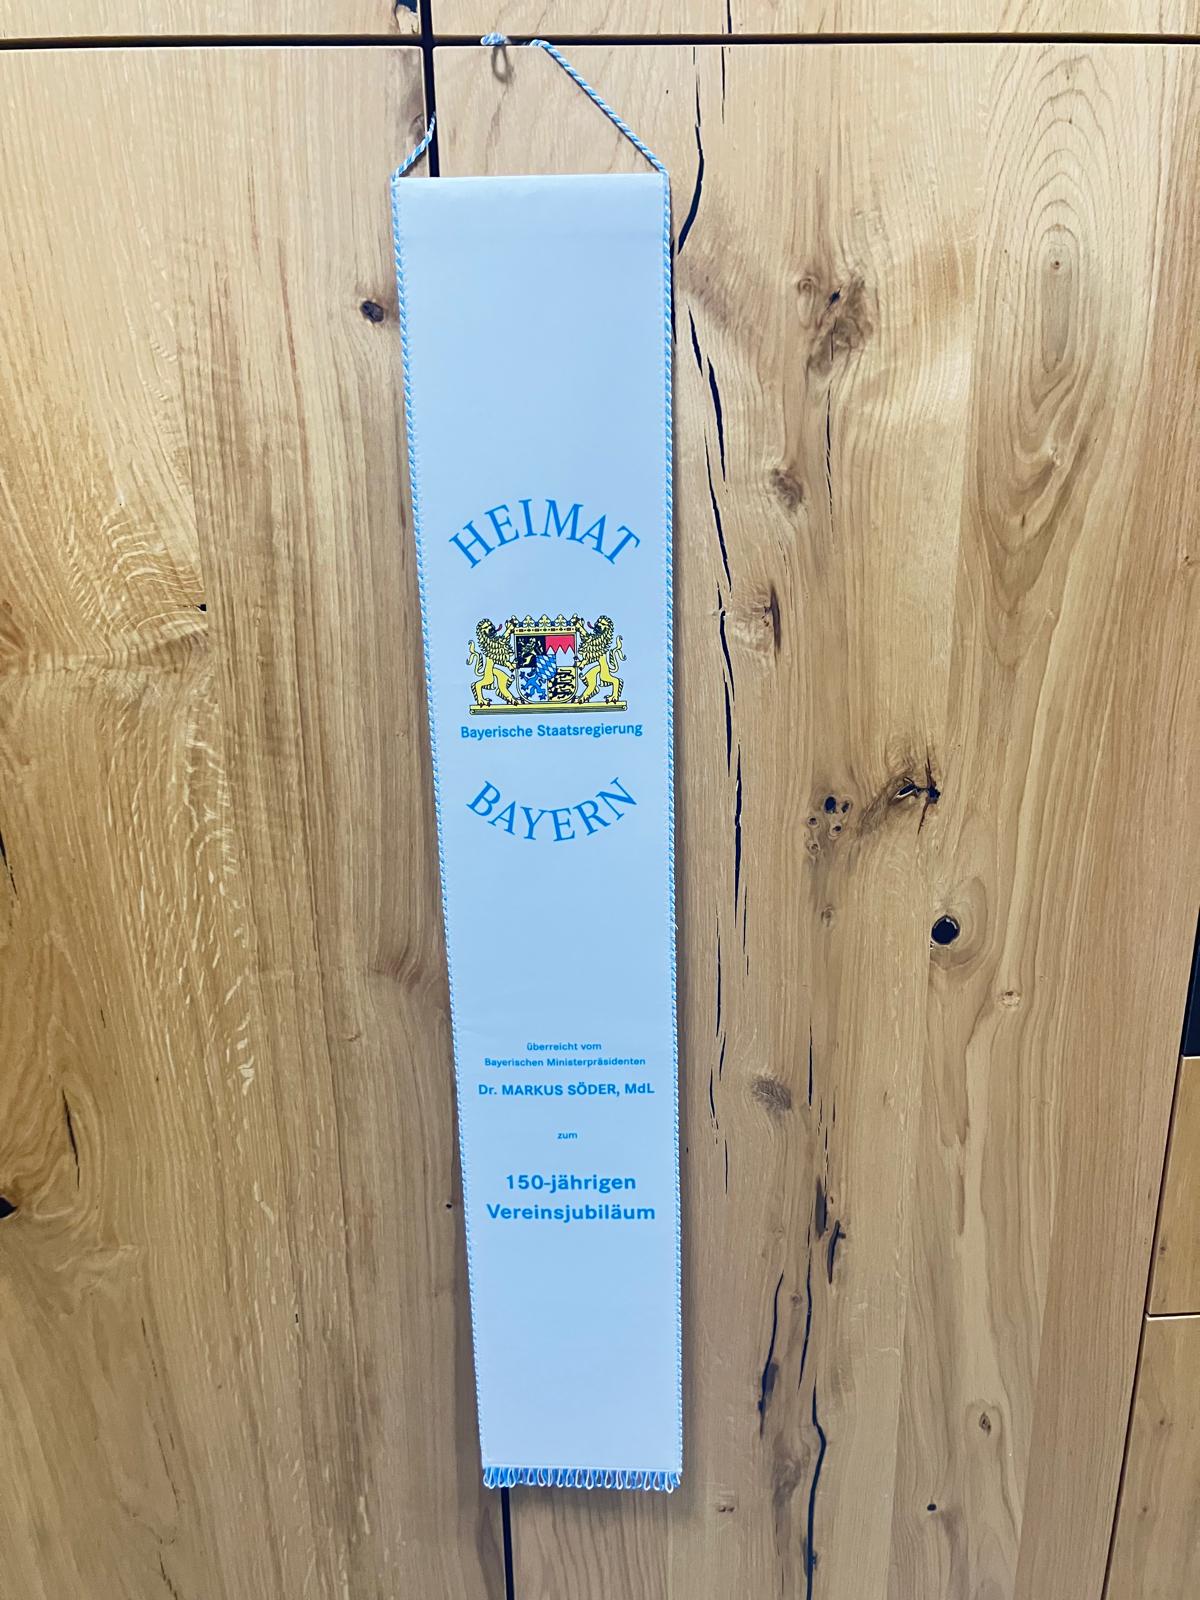 HEIMAT
Bayerische Staatsregierung
BAYERN
überreicht vom
Bayerischen Ministerpräsidenten
Dr. MARKUS SÖDER, MdL
zum
150-jährigen
Vereinsjubiläum